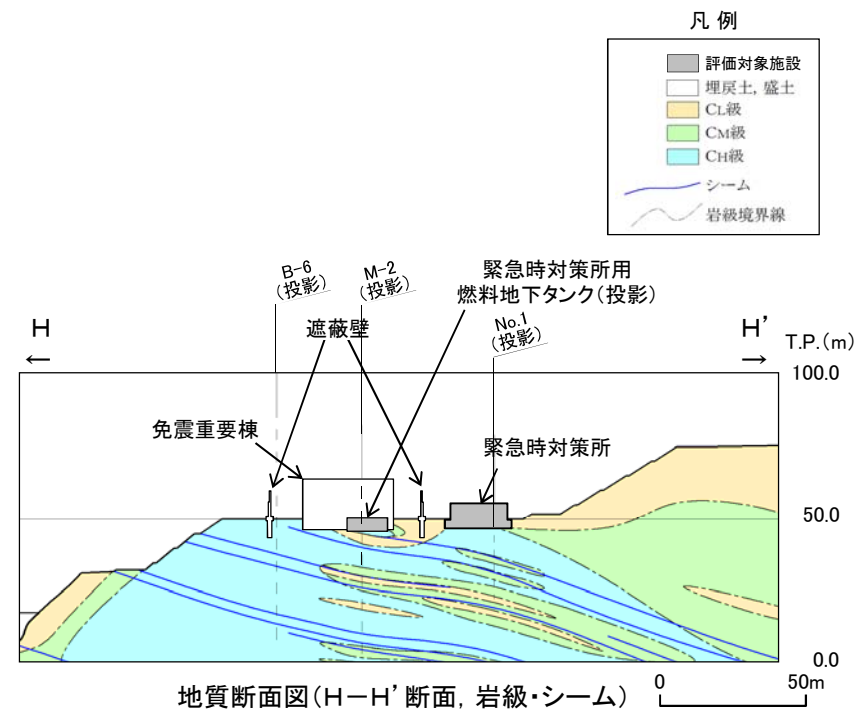 凡例
評価対象施設
埋戻土，盛土
CL級
CM級
CH級
シーム
岩級境界線
B-6
(投影)
M-2
(投影)
緊急時対策所用
燃料地下タンク(投影)
No.1
(投影)
遮蔽壁
H
←
H'
→
T.P.(m)
100.0
免震重要棟
緊急時対策所
50.0
0.0
地質断面図(H－H'断面，岩級・シーム)
0
50m